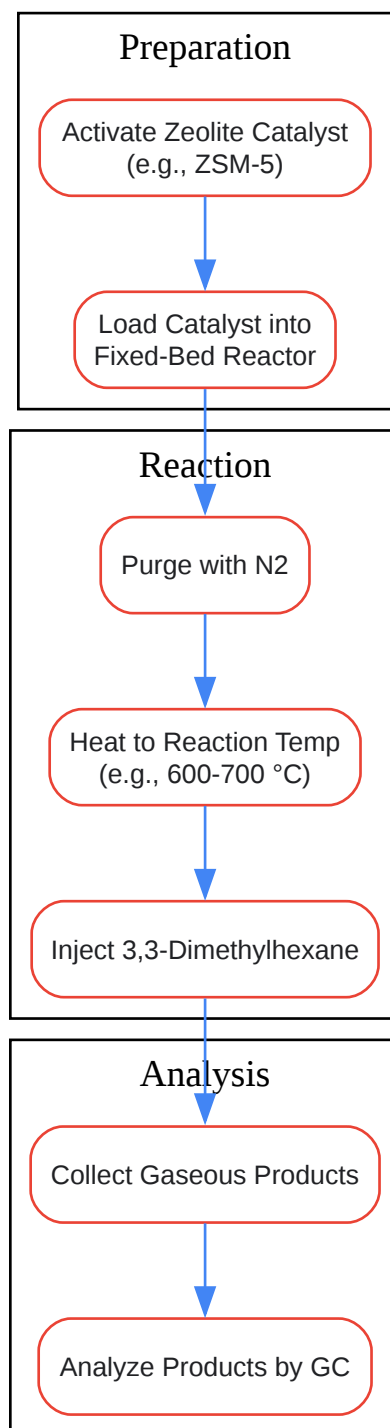 Preparation
Activate Zeolite Catalyst
(e.g., ZSM-5)
Load Catalyst into
Fixed-Bed Reactor
Reaction
Purge with N2
Heat to Reaction Temp
(e.g., 600-700 °C)
Inject 3,3-Dimethylhexane
Analysis
Collect Gaseous Products
Analyze Products by GC